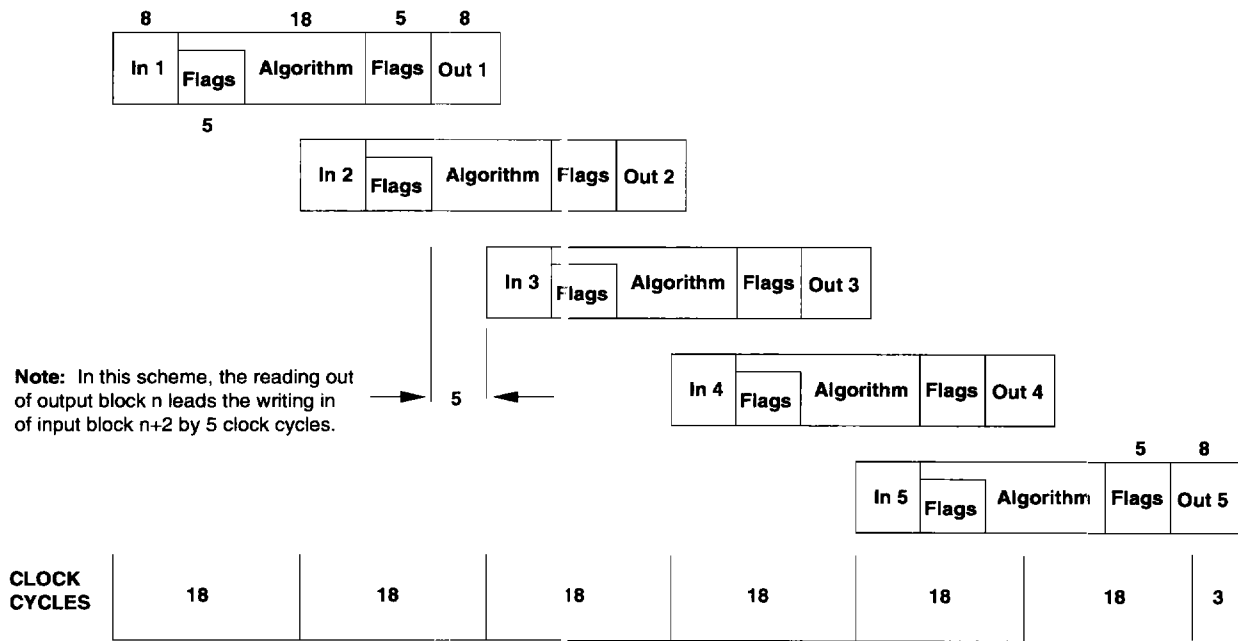 8 18 5 8
In 1 Flags Algorithm Flags Out 1
5
In 2 Flags Algorithm Flags Out 2
In 3 Flags Algorithm Flags Out 3
Note: In this scheme, the reading out
of output block n leads the writing in
of input block n+2 by 5 clock cycles.
5
In 4 Flags Algorithm Flags Out 4
5 8
In 5 Flags Algorithm Flags Out 5
CLOCK
CYCLES
18 18 18 18 18 18 3